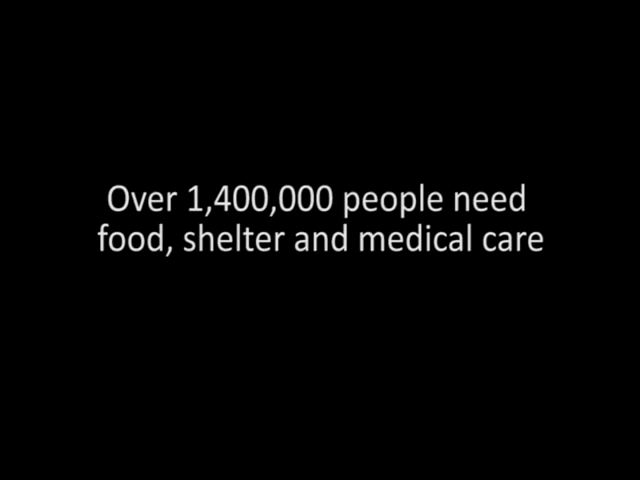 Over 1,400,000 people need
food, shelter and medical care